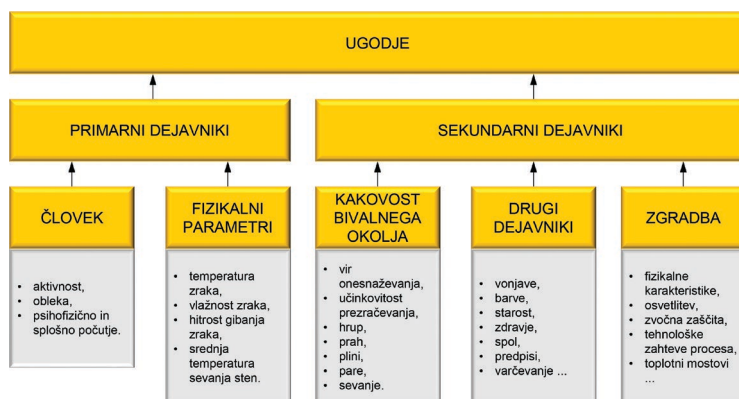 UGODJE
PRIMARNI DEJAVNIKI
SEKUNDARNI DEJAVNIKI
ČLOVEK
• aktivnost,
• obleka,
• psihofizično in
splošno počutje.
FIZIKALNI
PARAMETRI
• temperatura
zraka,
• vlažnost zraka,
• hitrost gibanja
zraka,
• srednja
temperatura
sevanja sten.
KAKOVOST
BIVALNEGA
OKOLJA
• vir
onesnaževanja,
• učinkovitost
prezračevanja,
• hrup,
• prah,
• plini,
• pare,
• sevanje.
DRUGI
DEJAVNIKI
• vonjave,
• barve,
• starost,
• zdravje,
• spol,
• predpisi,
• varčevanje ...
ZGRADBA
• fizikalne
karakteristike,
• osvetlitev,
• zvočna zaščita,
• tehnološke
zahteve procesa,
• toplotni mostovi
...